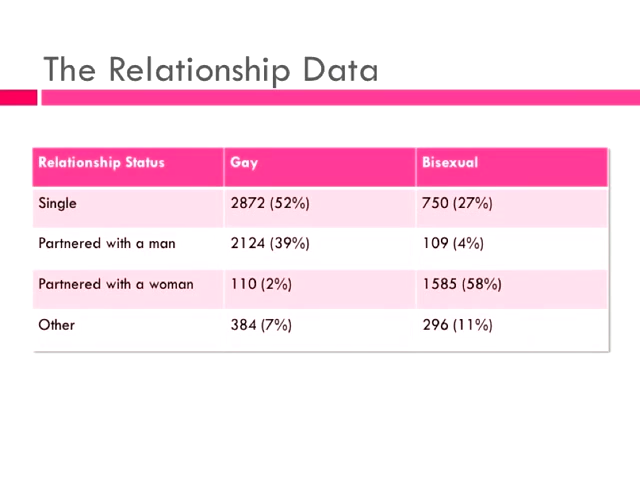 The Relationship Data
Relationship Status Gay Bisexual
Single 2872 (52%) 750 (27%)
Partnered with a man 2124 (39%) 109 (4%)
Partnered with a woman 110 (2%) 1585 (58%)
Other 384 (7%) 296 (11%)